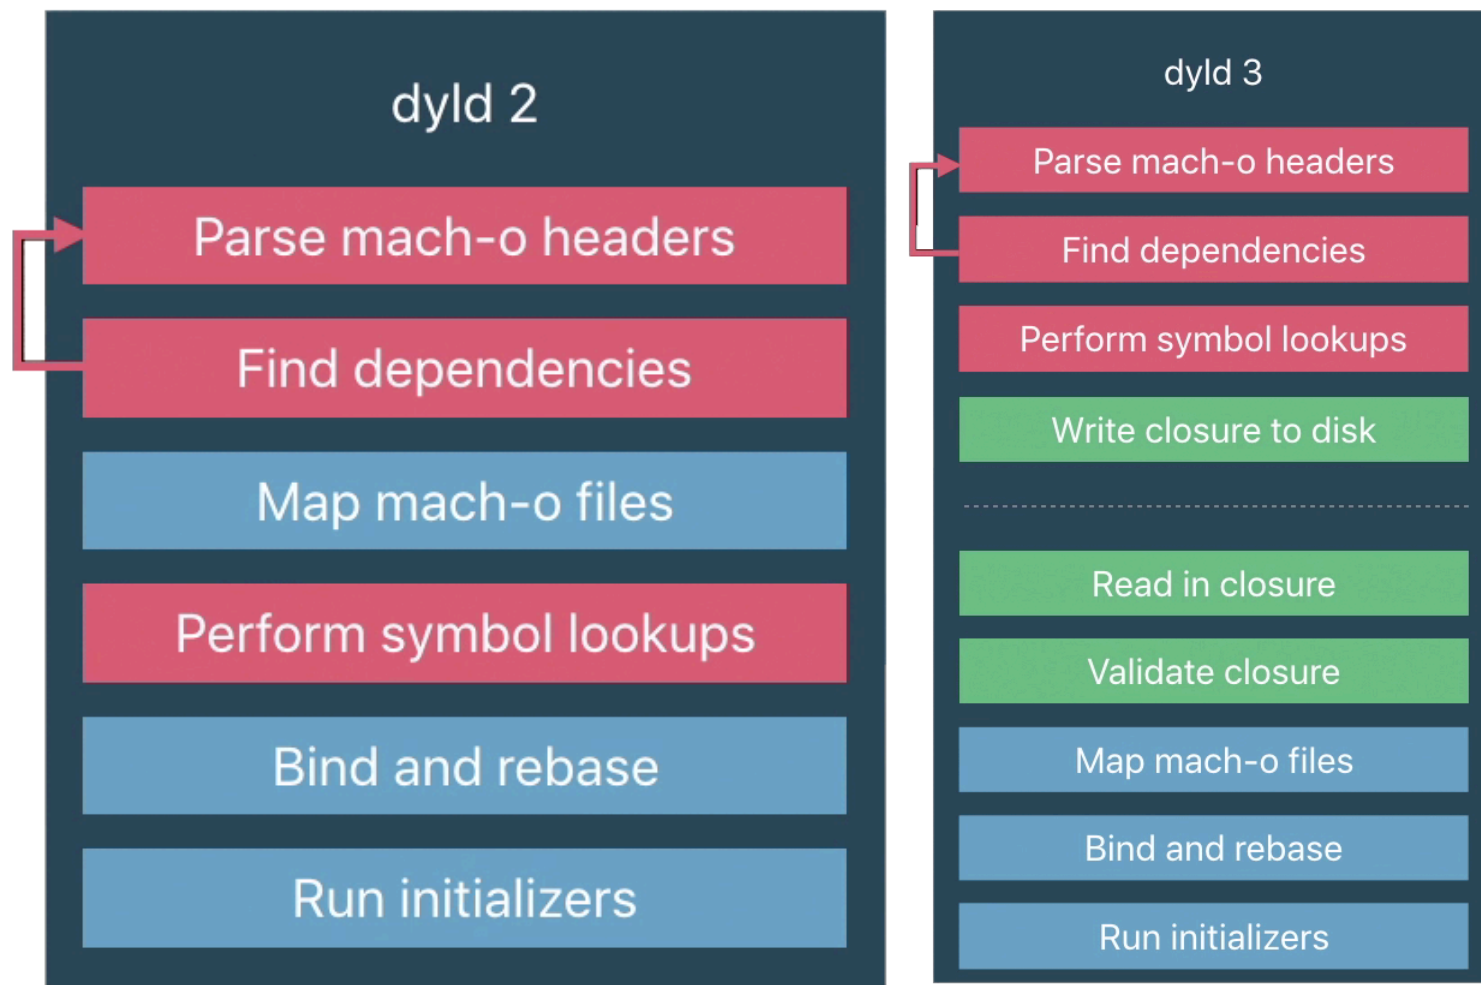 dyld 2
Parse mach-o headers
Find dependencies
Map mach-o files
Perform symbol lookups
Bind and rebase
Run initializers
dyld 3
Parse mach-o headers
Find dependencies
Perform symbol lookups
Write closure to disk
Read in closure
Validate closure
Map mach-o files
Bind and rebase
Run initializers